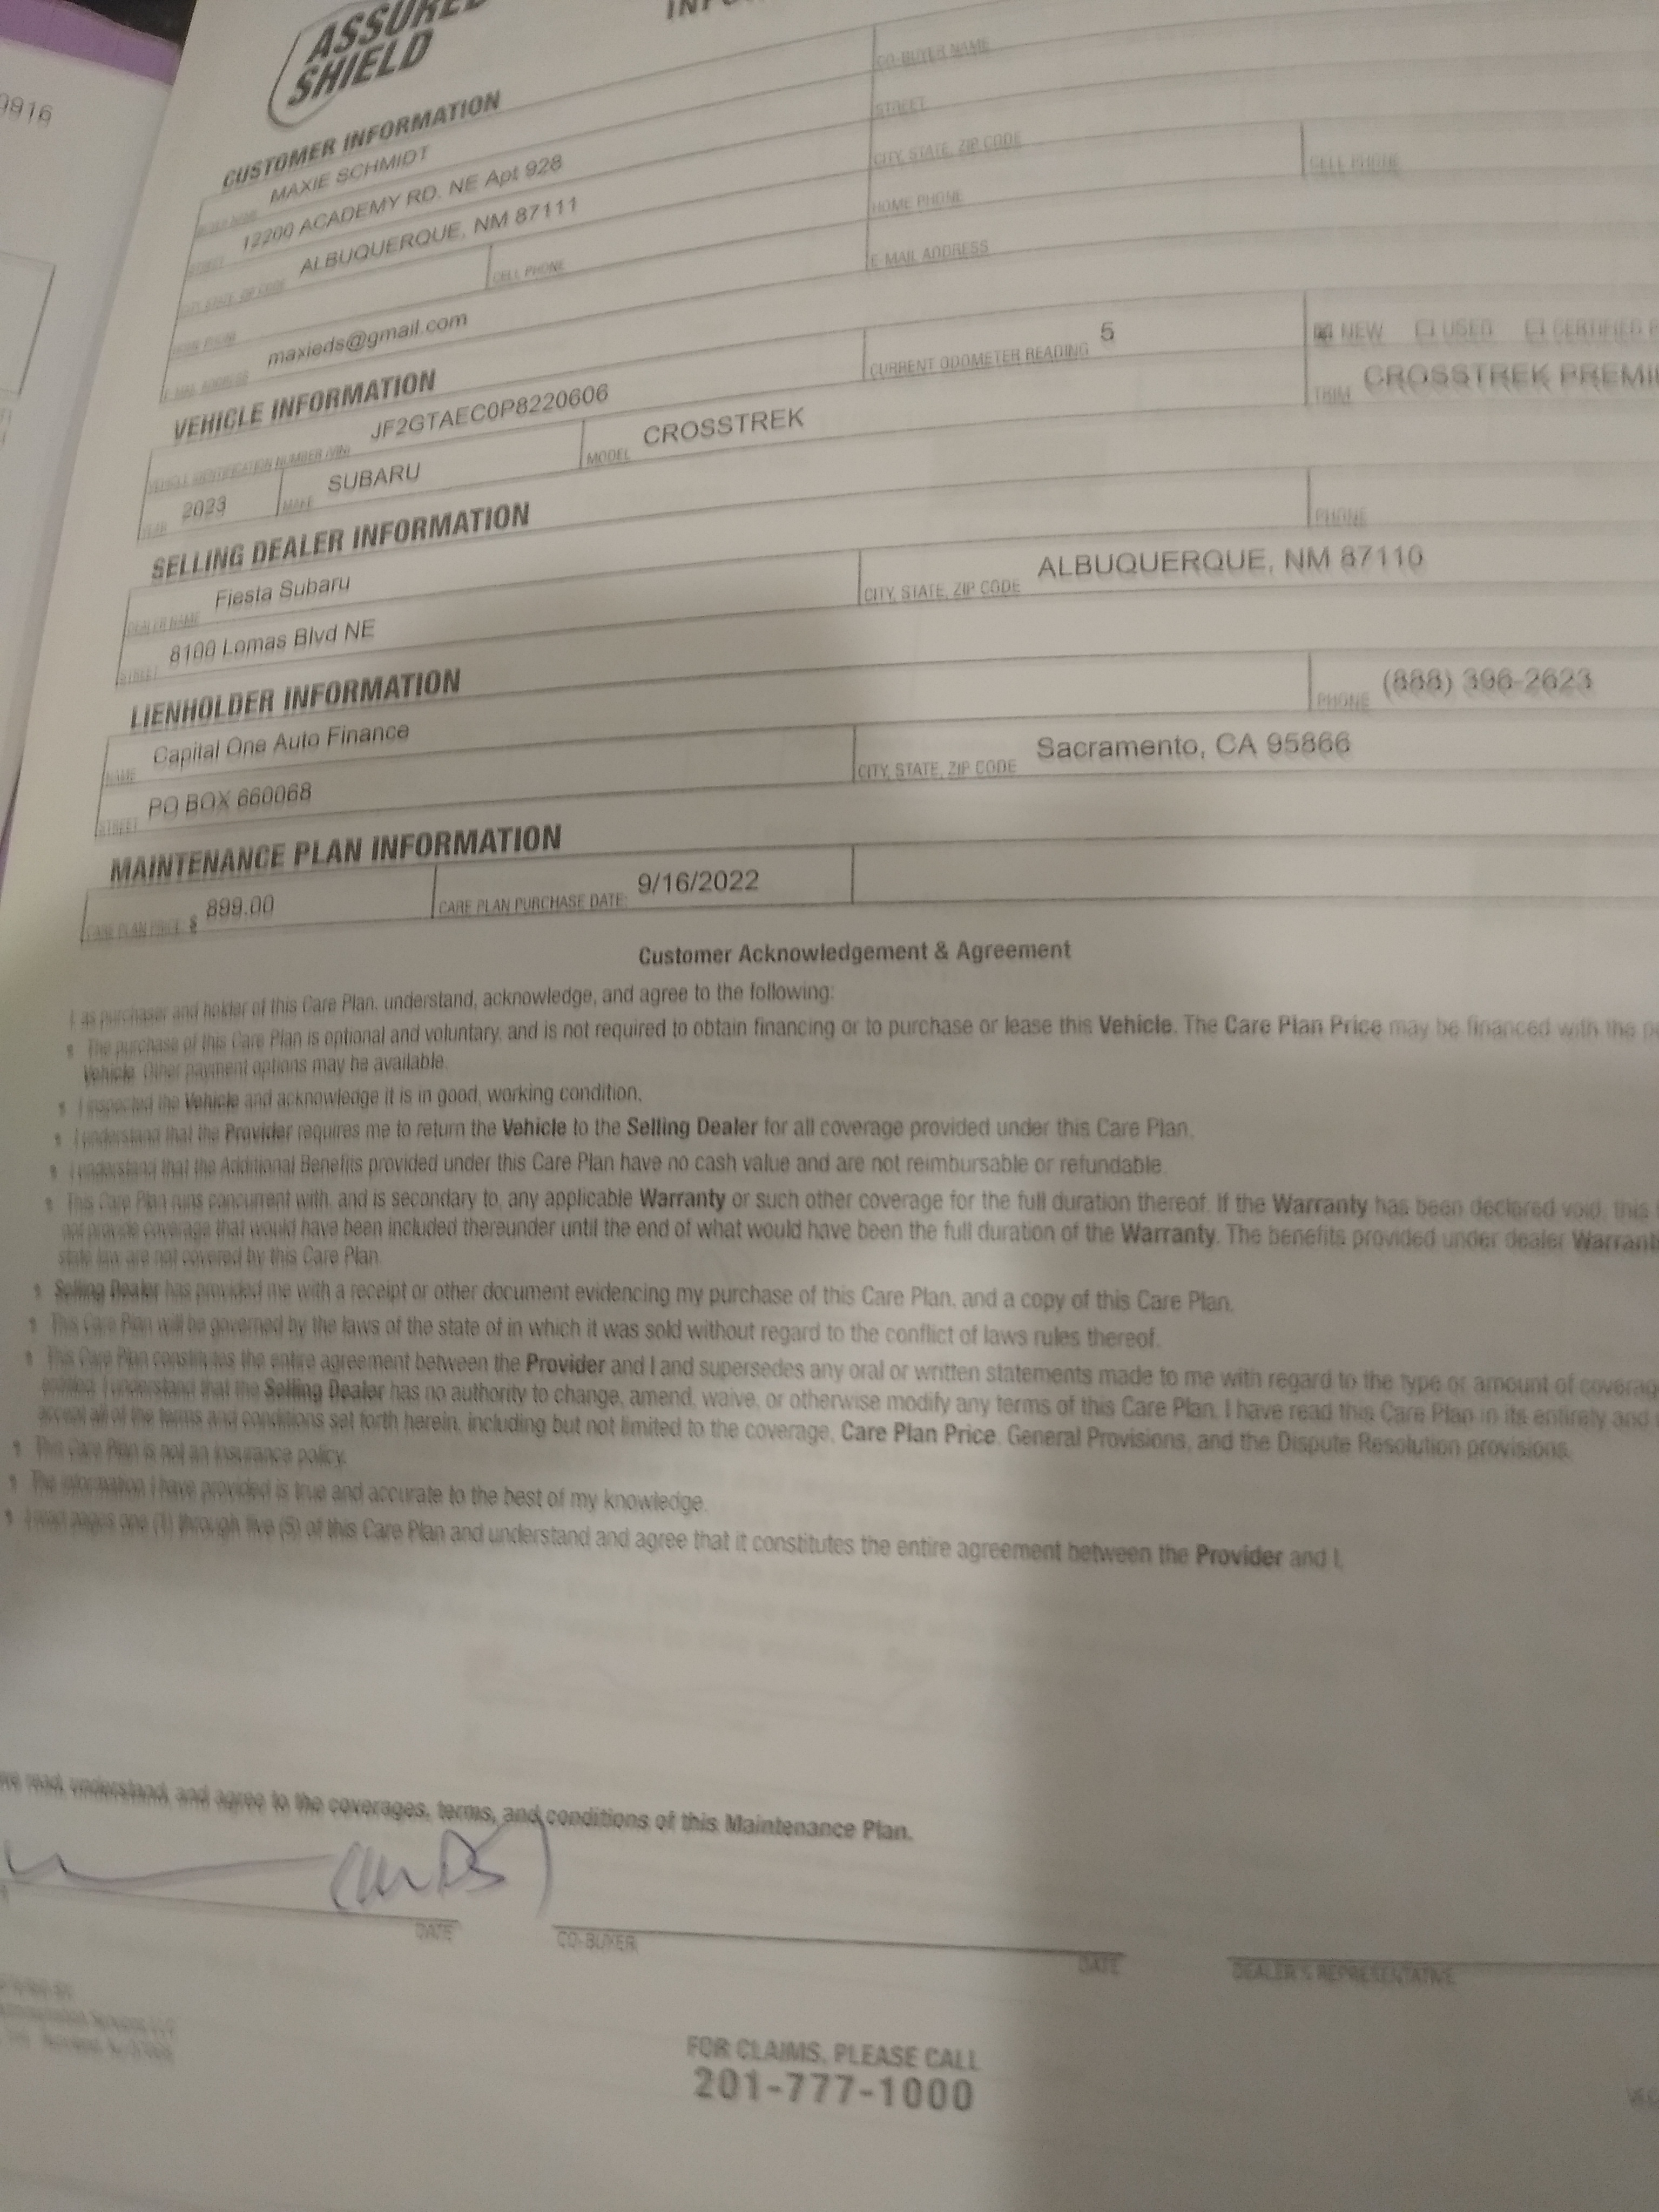 9916
ASSURED
SHIELD
CUSTOMER INFORMATION
MAXIE SCHMIDT
CO-BUYER NAME
STREET 12200 ACADEMY RD. NE Apt 928
STREET
CITY, STATE, ZIP CODE ALBUQUERQUE, NM 87111
CITY, STATE, ZIP CODE
CELL PHONE
HOME PHONE
CELL PHONE
E-MAIL ADDRESS maxieds@gmail.com
E-MAIL ADDRESS
VEHICLE INFORMATION
VEHICLE IDENTIFICATION NUMBER (VIN) JF2GTAEC0P8220606
CURRENT ODOMETER READING 5
NEW USED CERTIFIED
YEAR 2023 MAKE SUBARU MODEL CROSSTREK
TRIM CROSSTREK PREMI
SELLING DEALER INFORMATION
DEALER NAME Fiesta Subaru
PHONE
STREET 8100 Lomas Blvd NE
CITY, STATE, ZIP CODE ALBUQUERQUE, NM 87110
LIENHOLDER INFORMATION
NAME Capital One Auto Finance
PHONE (888) 396-2623
STREET PO BOX 660068
CITY, STATE, ZIP CODE Sacramento, CA 95866
MAINTENANCE PLAN INFORMATION
CARE PLAN PRICE: $ 899.00 CARE PLAN PURCHASE DATE: 9/16/2022
Customer Acknowledgement & Agreement
I, as purchaser and holder of this Care Plan, understand, acknowledge, and agree to the following:
• The purchase of this Care Plan is optional and voluntary, and is not required to obtain financing or to purchase or lease this Vehicle. The Care Plan Price may be financed with the
Vehicle. Other payment options may be available.
• I inspected the Vehicle and acknowledge it is in good, working condition.
• I understand that the Provider requires me to return the Vehicle to the Selling Dealer for all coverage provided under this Care Plan.
• I understand that the Additional Benefits provided under this Care Plan have no cash value and are not reimbursable or refundable.
• This Care Plan runs concurrent with, and is secondary to, any applicable Warranty or such other coverage for the full duration thereof. If the Warranty has been declared void, this
not provide coverage that would have been included thereunder until the end of what would have been the full duration of the Warranty. The benefits provided under dealer Warranti
state law are not covered by this Care Plan.
• Selling Dealer has provided me with a receipt or other document evidencing my purchase of this Care Plan, and a copy of this Care Plan.
• This Care Plan will be governed by the laws of the state of in which it was sold without regard to the conflict of laws rules thereof.
• This Care Plan constitutes the entire agreement between the Provider and I and supersedes any oral or written statements made to me with regard to the type or amount of coverag
entitled. I understand that the Selling Dealer has no authority to change, amend, waive, or otherwise modify any terms of this Care Plan. I have read this Care Plan in its entirely and
accept all of the terms and conditions set forth herein, including but not limited to the coverage, Care Plan Price, General Provisions, and the Dispute Resolution provisions.
• This Care Plan is not an insurance policy.
• The information I have provided is true and accurate to the best of my knowledge.
• I read pages one (1) through five (5) of this Care Plan and understand and agree that it constitutes the entire agreement between the Provider and I.
ve read, understand, and agree to the coverages, terms, and conditions of this Maintenance Plan.
DATE
CO-BUYER
DATE
DEALER'S REPRESENTATIVE
FOR CLAIMS, PLEASE CALL
201-777-1000